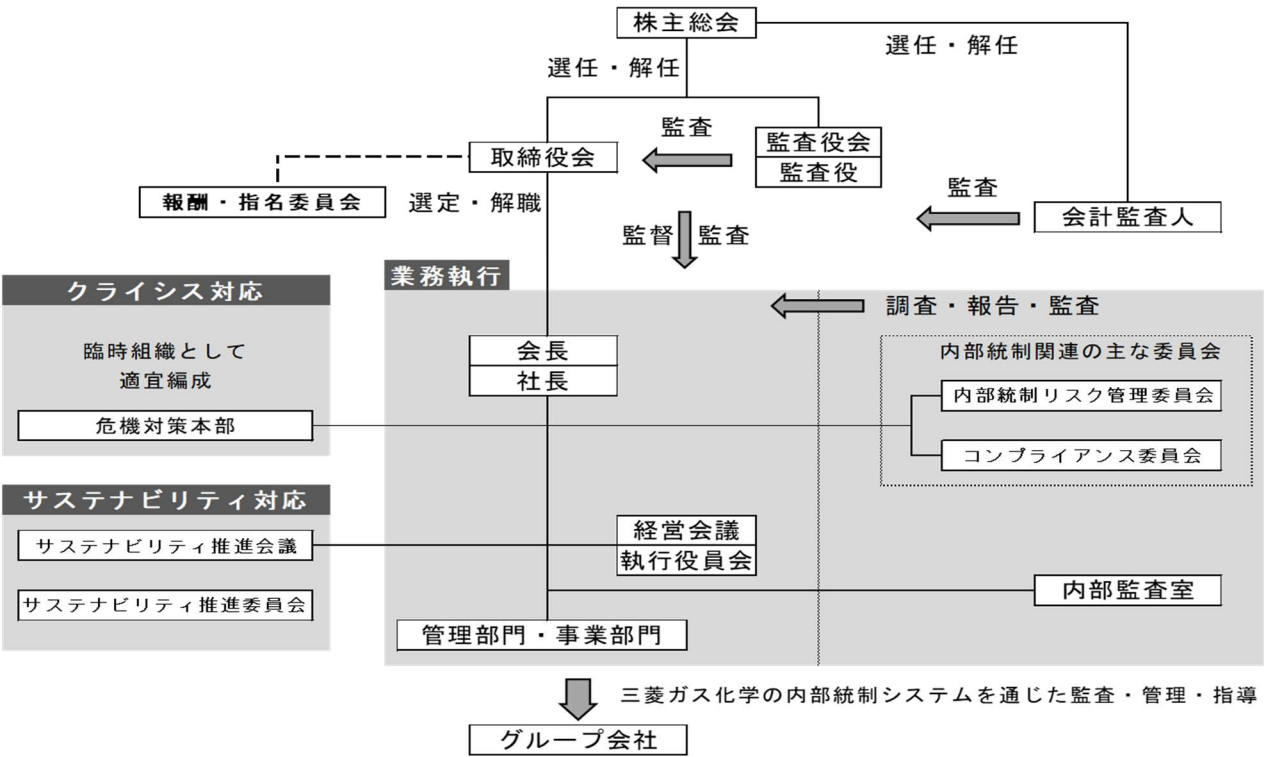 株主総会
選任・解任
選任・解任
監査
監査役会
監査役
取締役会
報酬・指名委員会
選定・解職
監査
会計監査人
監督
監査
クライシス対応
業務執行
調査・報告・監査
臨時組織として
適宜編成
危機対策本部
会長
社長
内部統制関連の主な委員会
内部統制リスク管理委員会
コンプライアンス委員会
サステナビリティ対応
サステナビリティ推進会議
サステナビリティ推進委員会
経営会議
執行役員会
内部監査室
管理部門・事業部門
三菱ガス化学の内部統制システムを通じた監査・管理・指導
グループ会社